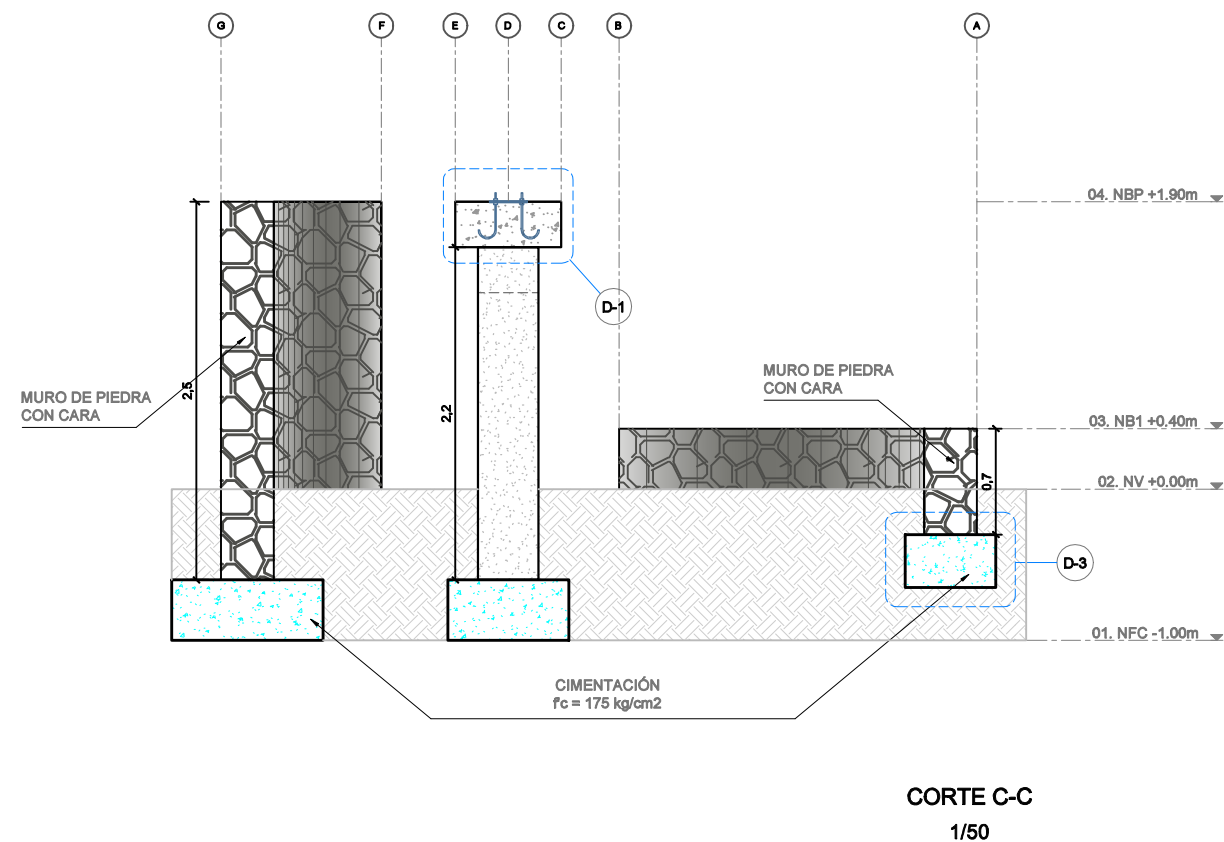 G
F
E
D
C
B
A
04. NBP +1.90m
D-1
MURO DE PIEDRA
CON CARA
2,5
2,2
MURO DE PIEDRA
CON CARA
03. NB1 +0.40m
0,7
02. NV +0.00m
D-3
01. NFC -1.00m
CIMENTACIÓN
f'c = 175 kg/cm2
CORTE C-C
1/50